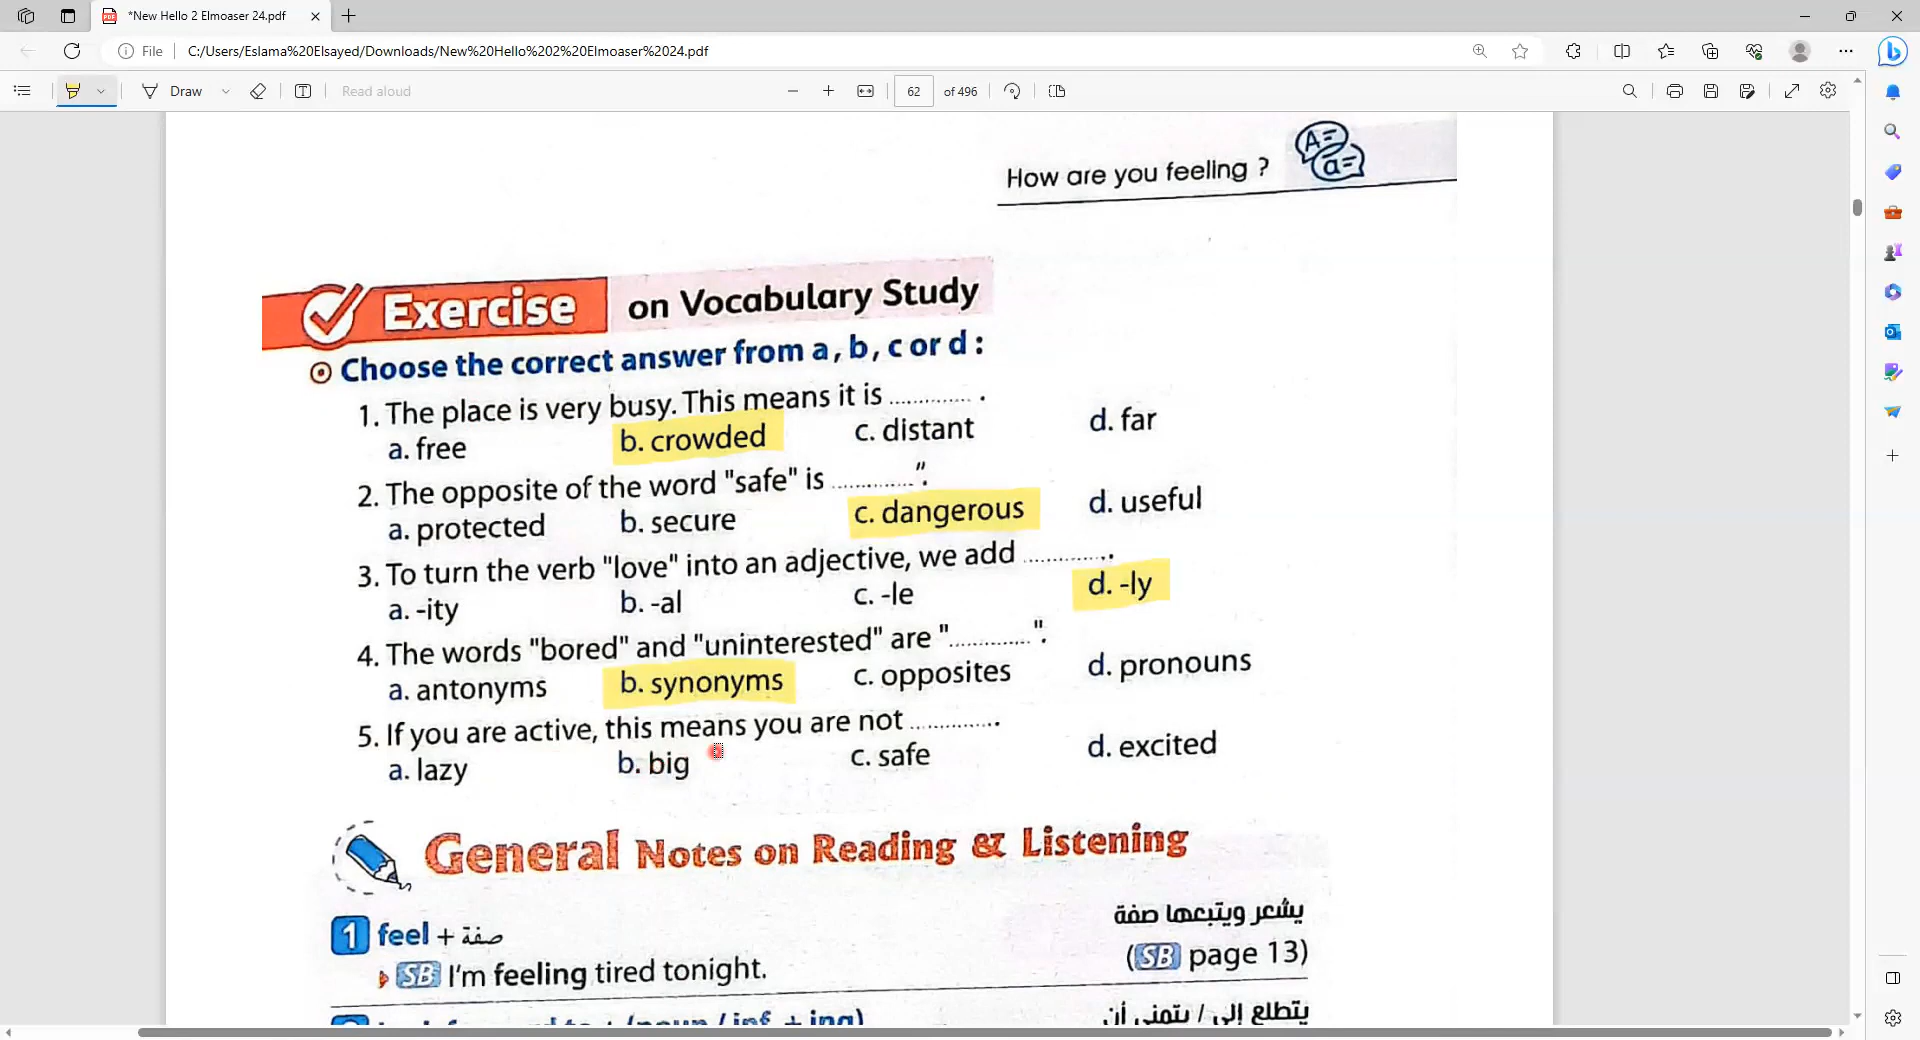 *New Hello 2 Elmoaser 24.pdf
File C:/Users/Eslama%20Elsayed/Downloads/New%20Hello%202%20Elmoaser%2024.pdf
Draw Read aloud 62 of 496
How are you feeling ?
A=
a=
Exercise on Vocabulary Study
Choose the correct answer from a, b, c or d :
1. The place is very busy. This means it is ............. .
a. free b. crowded c. distant d. far
2. The opposite of the word "safe" is .............".
a. protected b. secure c. dangerous d. useful
3. To turn the verb "love" into an adjective, we add ............. .
a. -ity b. -al c. -le d. -ly
4. The words "bored" and "uninterested" are ".............".
a. antonyms b. synonyms c. opposites d. pronouns
5. If you are active, this means you are not ............. .
a. lazy b. big c. safe d. excited
General Notes on Reading & Listening
1 feel + صفة يشعر ويتبعها صفة
SB I'm feeling tired tonight. (SB page 13)
يتطلع إلى / يتمنى أن